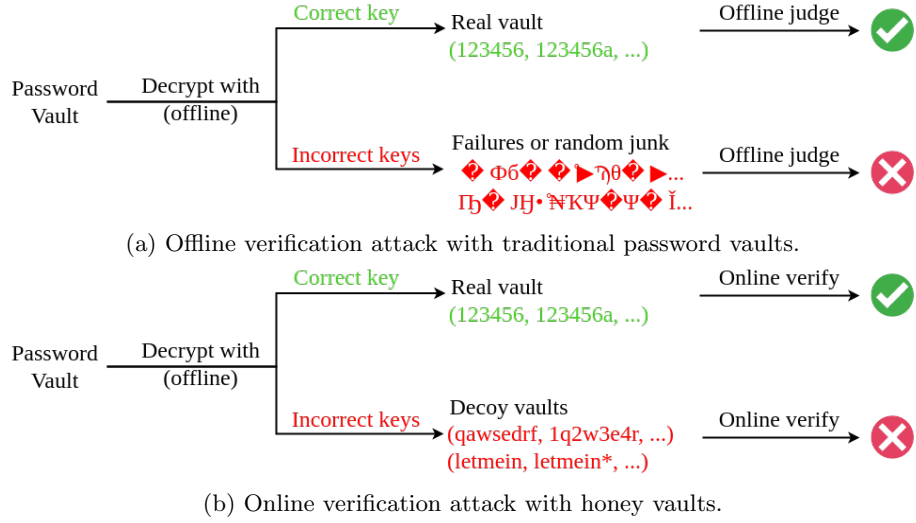 Correct key
Real vault
Offline judge
(123456, 123456a, ...)
Password
Vault
Decrypt with
(offline)
Incorrect keys
Failures or random junk
Offline judge
(a) Offline verification attack with traditional password vaults.
Correct key
Real vault
Online verify
(123456, 123456a, ...)
Password
Vault
Decrypt with
(offline)
Incorrect keys
Decoy vaults
(qawsedrf, 1q2w3e4r, ...)
(letmein, letmein*, ...)
Online verify
(b) Online verification attack with honey vaults.